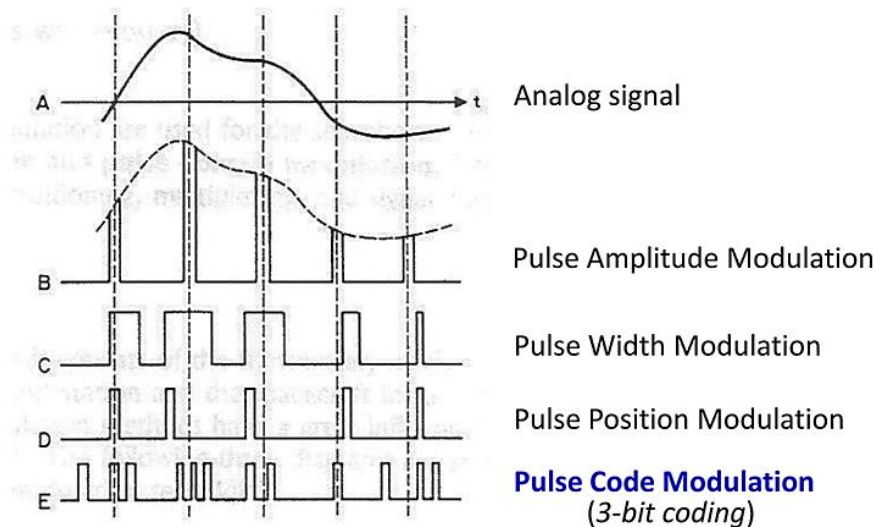 A
t
Analog signal
B
Pulse Amplitude Modulation
C
Pulse Width Modulation
D
Pulse Position Modulation
E
Pulse Code Modulation
(3-bit coding)